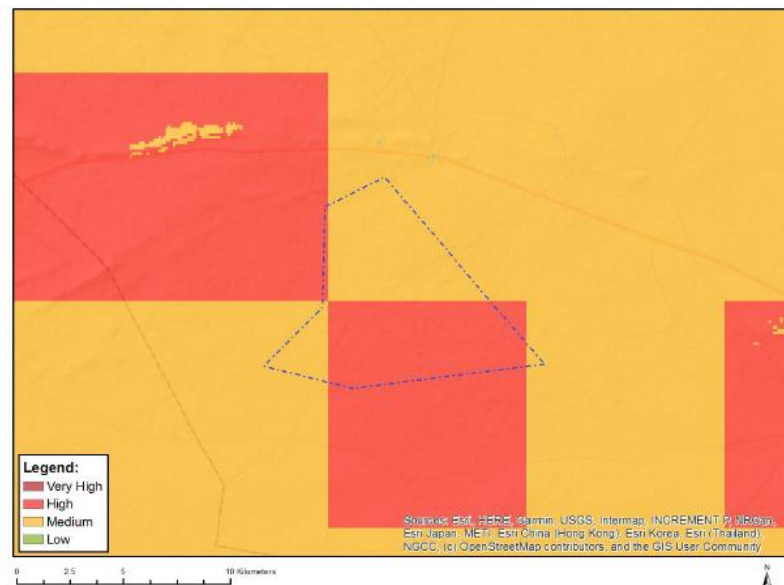 Legend:
Very High
High
Medium
Low
Sources: Esri, HERE, Garmin, USGS, Intermap, INCREMENT P, NRCan,
Esri Japan, METI, Esri China (Hong Kong), Esri Korea, Esri (Thailand),
NGCC, (c) OpenStreetMap contributors, and the GIS User Community
0 2.5 5 10 Kilometers
N